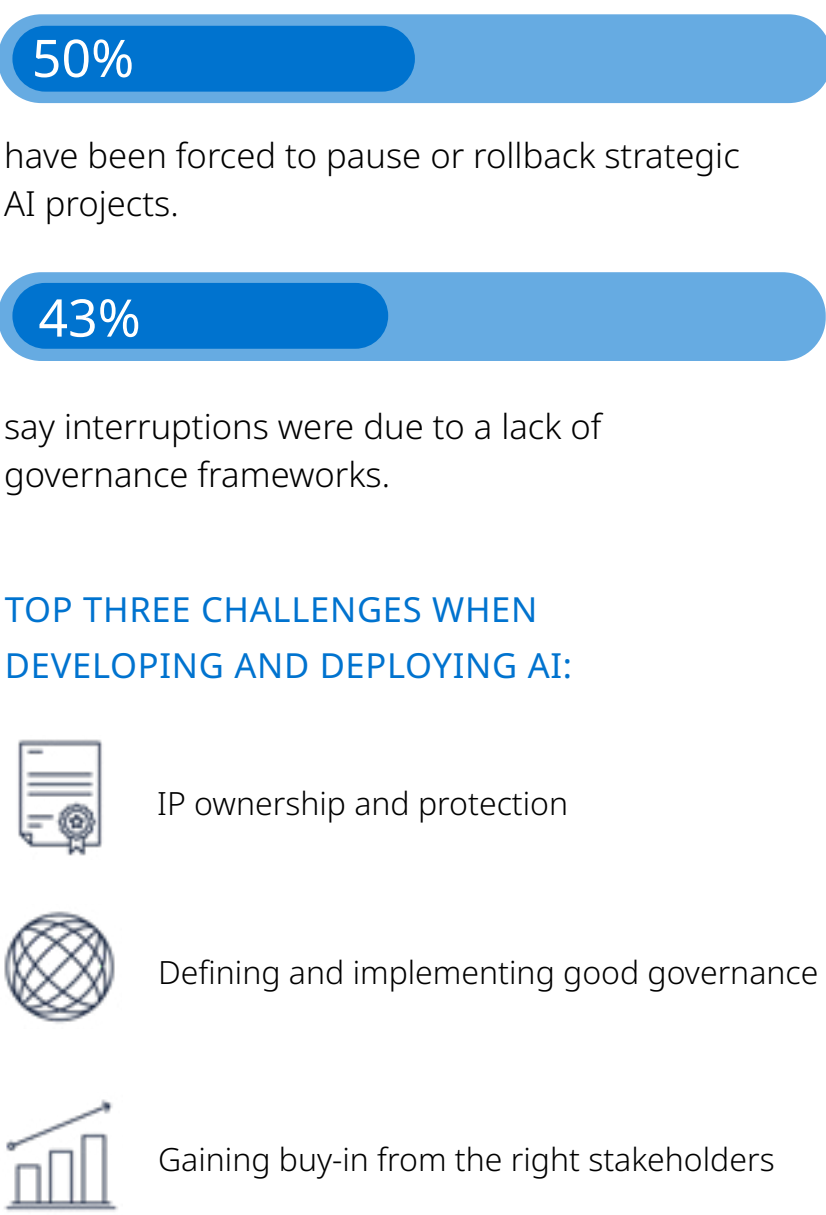 50%
have been forced to pause or rollback strategic
AI projects.
43%
say interruptions were due to a lack of
governance frameworks.
TOP THREE CHALLENGES WHEN
DEVELOPING AND DEPLOYING AI:
IP ownership and protection
Defining and implementing good governance
Gaining buy-in from the right stakeholders